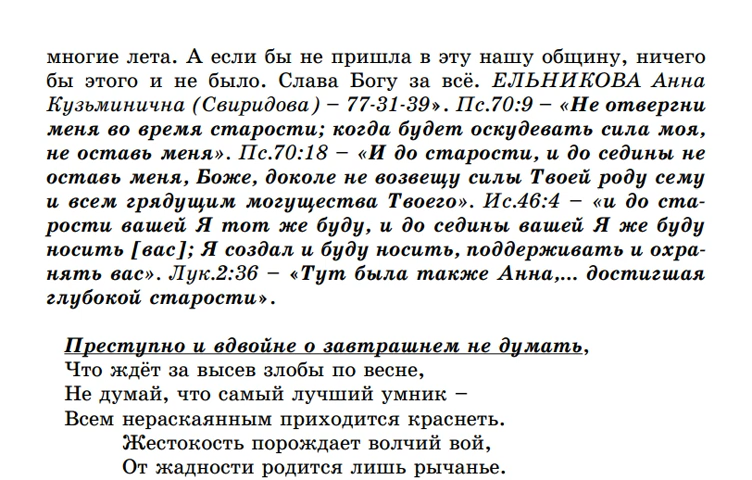 многие лета. А если бы не пришла в эту нашу общину, ничего
бы этого и не было. Слава Богу за всё. ЕЛЬНИКОВА Анна
Кузьминична (Свиридова) – 77-31-39». Пс.70:9 – «Не отвергни
меня во время старости; когда будет оскудевать сила моя,
не оставь меня». Пс.70:18 – «И до старости, и до седины не
оставь меня, Боже, доколе не возвещу силы Твоей роду сему
и всем грядущим могущества Твоего». Ис.46:4 – «и до ста-
рости вашей Я тот же буду, и до седины вашей Я же буду
носить [вас]; Я создал и буду носить, поддерживать и охра-
нять вас». Лук.2:36 – «Тут была также Анна,... достигшая
глубокой старости».
Преступно и вдвойне о завтрашнем не думать,
Что ждёт за высев злобы по весне,
Не думай, что самый лучший умник –
Всем нераскаянным приходится краснеть.
Жестокость порождает волчий вой,
От жадности родится лишь рычанье.